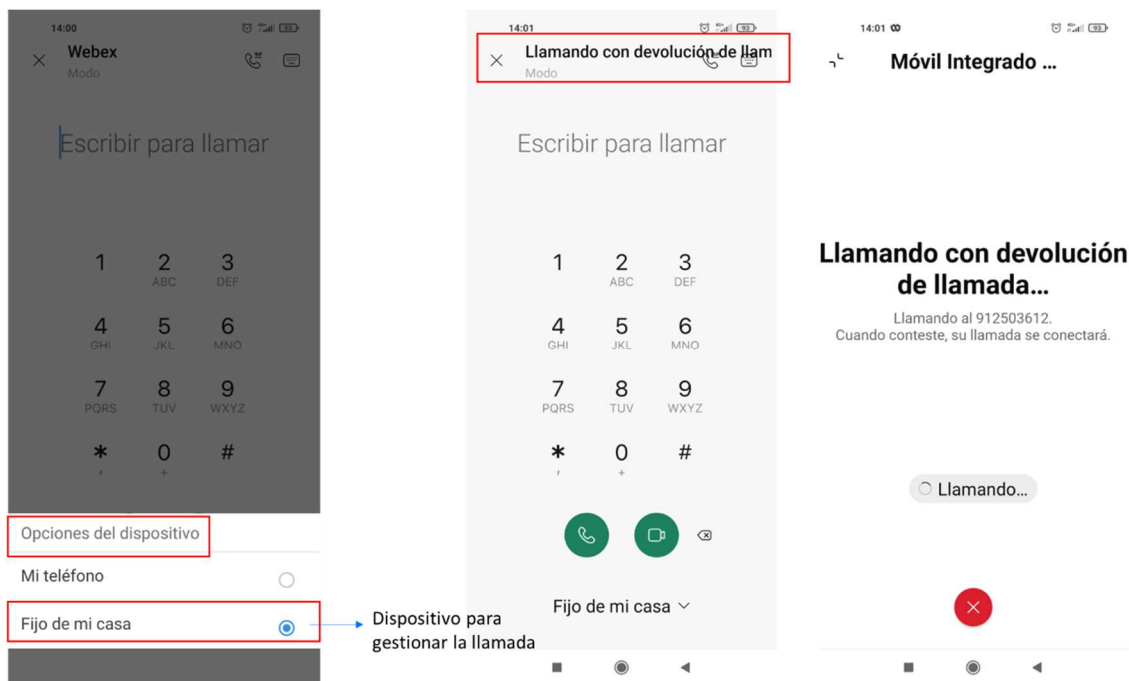 14:00
93
Webex
Modo
Escribir para llamar
1
2
3
ABC
DEF
4
5
6
GHI
JKL
MNO
7
8
9
PQRS
TUV
WXYZ
*
0
#
,
+
Opciones del dispositivo
Mi teléfono
Fijo de mi casa
Dispositivo para
gestionar la llamada
14:01
93
Llamando con devolución de llam
Modo
Escribir para llamar
1
2
3
ABC
DEF
4
5
6
GHI
JKL
MNO
7
8
9
PQRS
TUV
WXYZ
*
0
#
,
+
Fijo de mi casa
14:01
93
Móvil Integrado ...
Llamando con devolución
de llamada...
Llamando al 912503612.
Cuando conteste, su llamada se conectará.
Llamando...